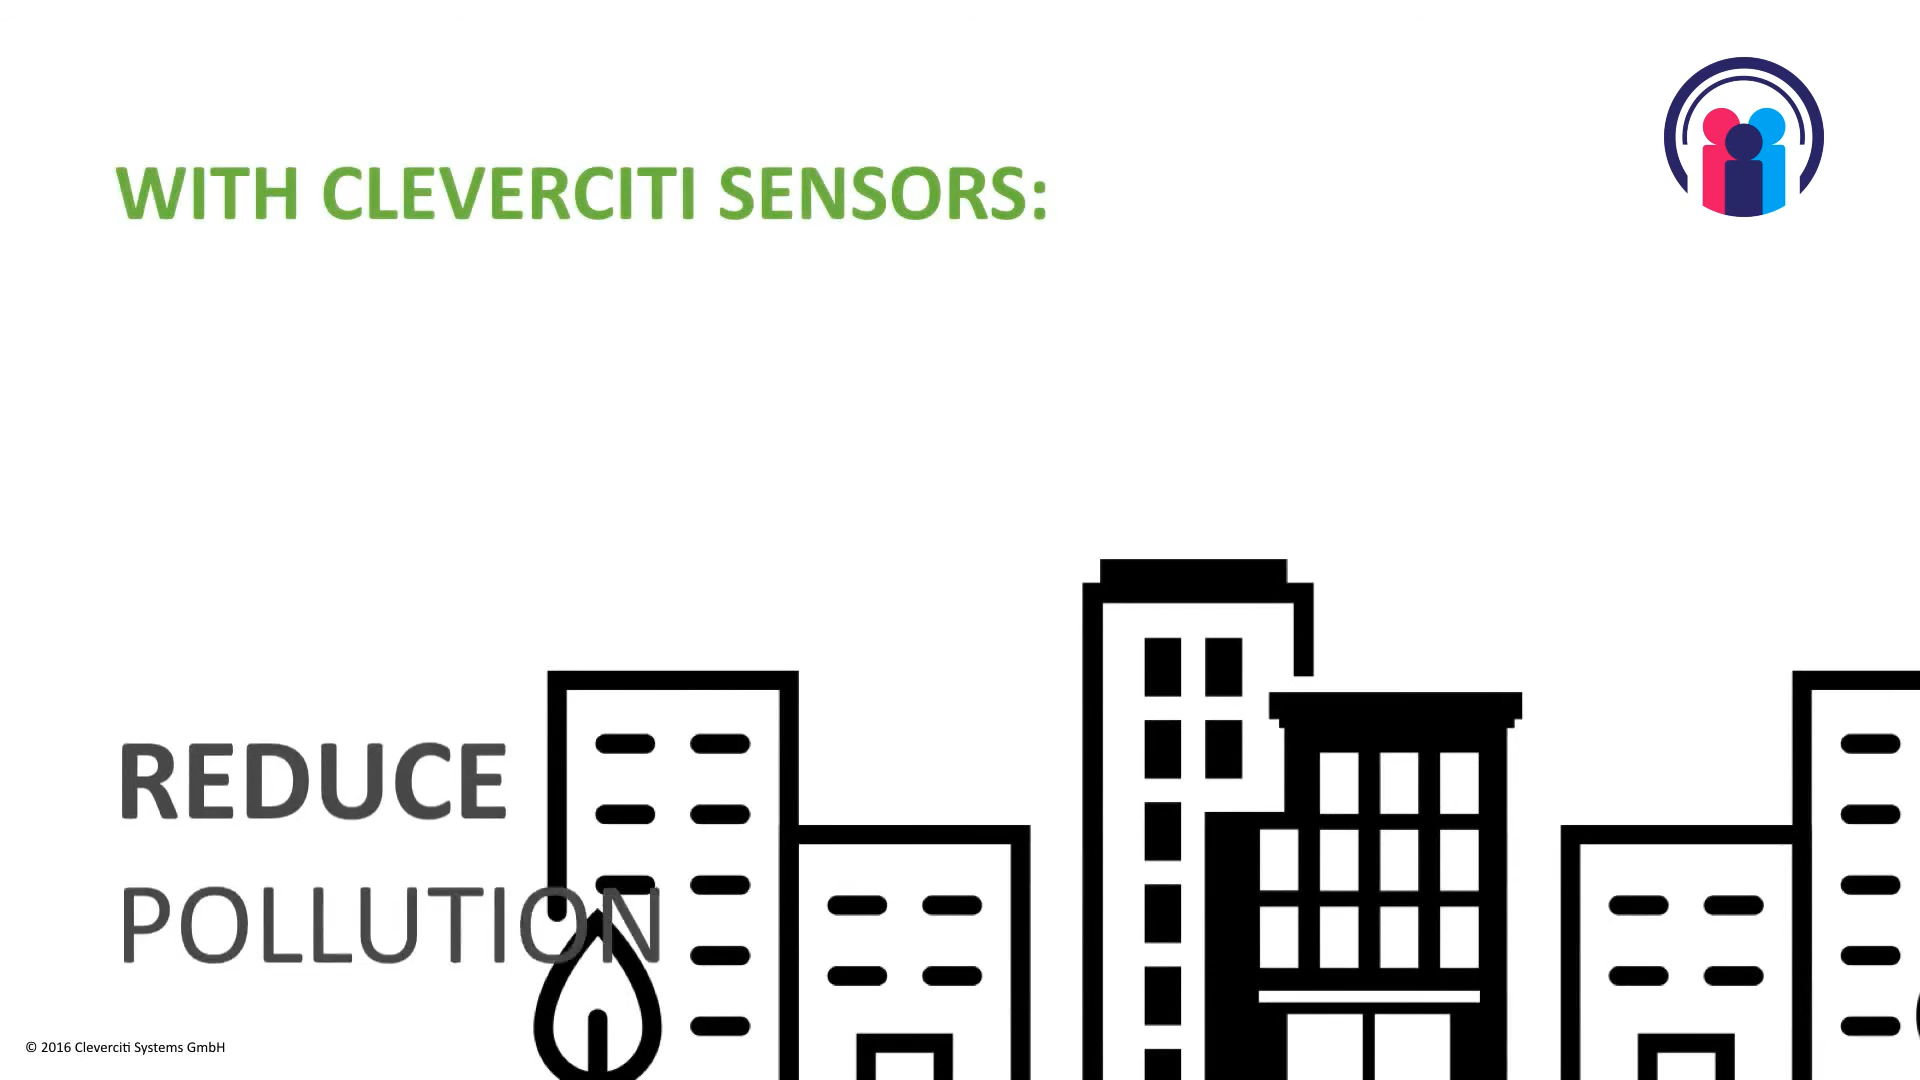 WITH CLEVERCITI SENSORS:
REDUCE
POLLUTION
© 2016 Cleverciti Systems GmbH